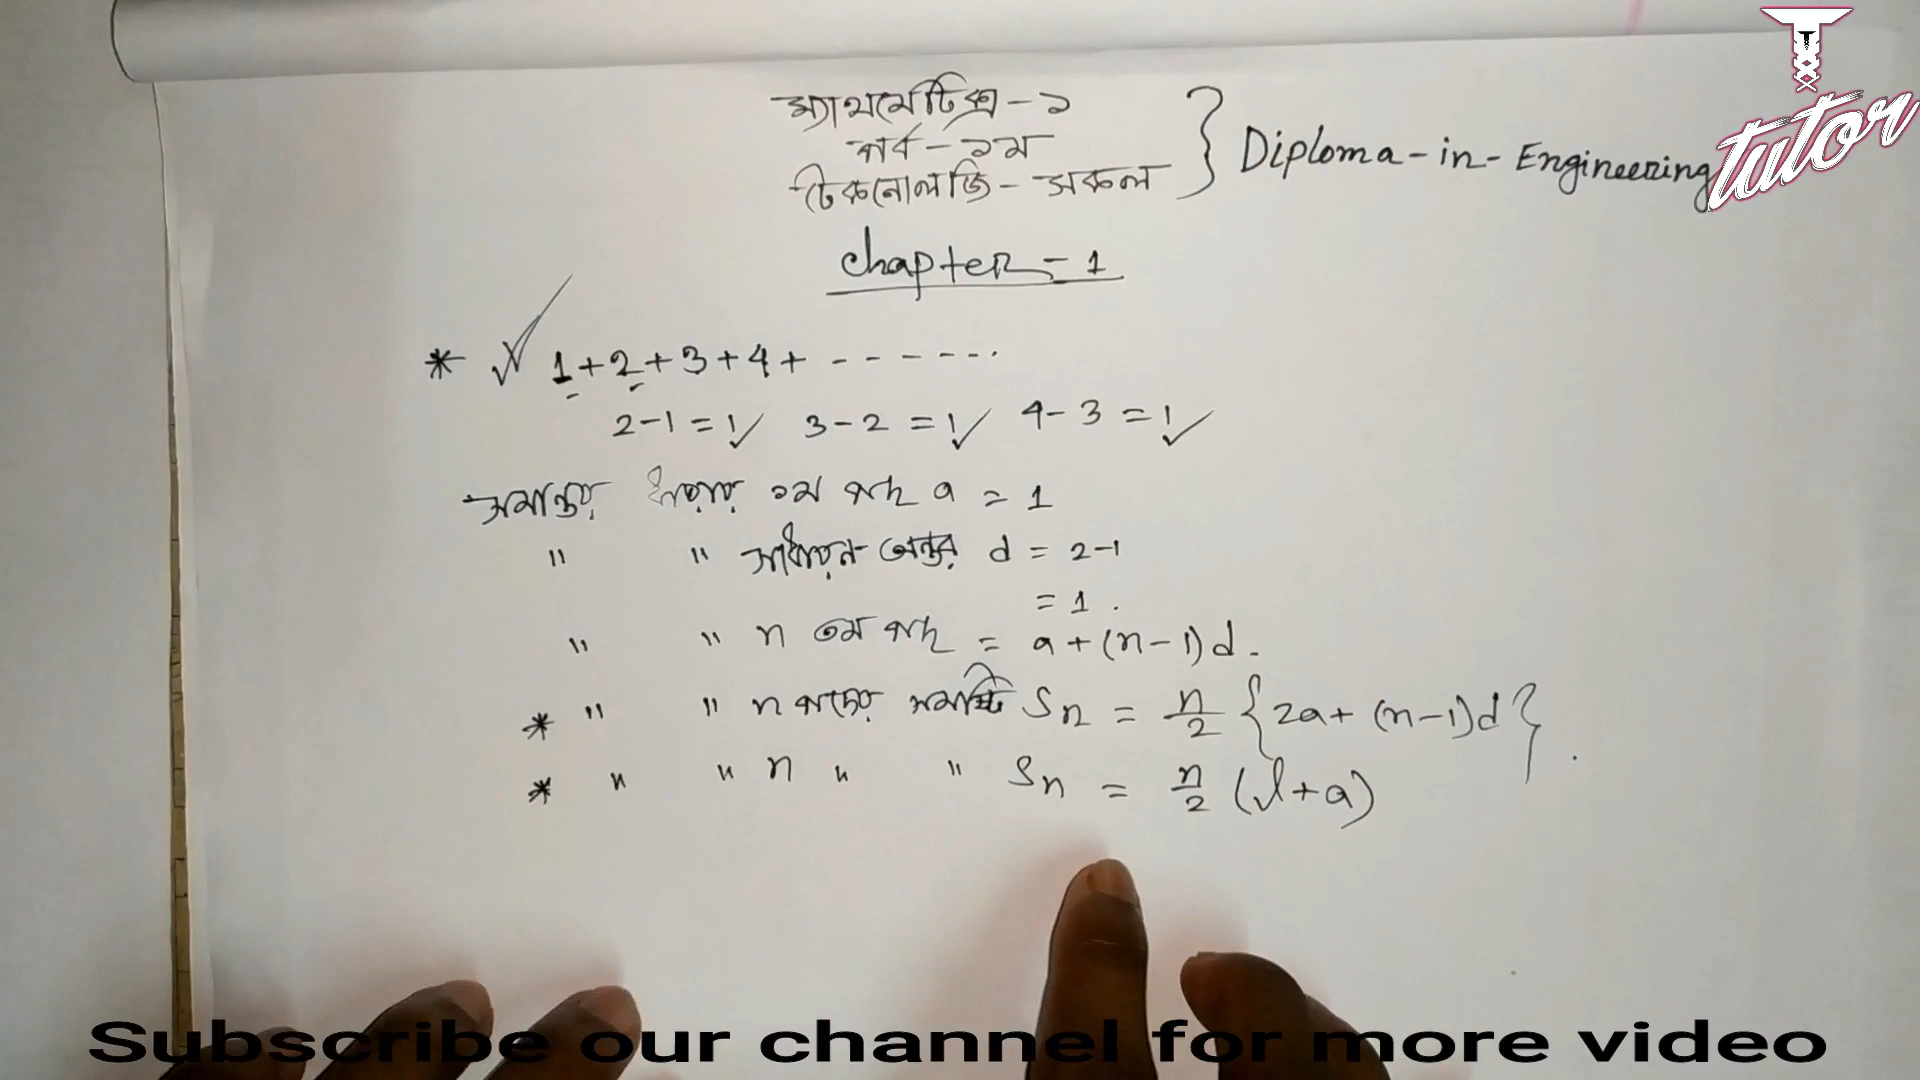 ম্যাথমেটিক্স - ১
পর্ব - ১ম
টেকনোলজি - সকল
} Diploma-in-Engineering
T tutor
Chapter - 1
* √ 1+2+3+4+ - - - - - - ·
2-1=1✓ 3-2=1✓ 4-3=1✓
সমান্তর ধারার ১ম পদ a = 1
" " সাধারন অন্তর d = 2-1
= 1 .
" " n তম পদ = a+(n-1)d.
* " " n পদের সমষ্টি Sn = n/2 {2a+(n-1)d} .
* " " n " " Sn = n/2 (l+a)
Subscribe our channel for more video